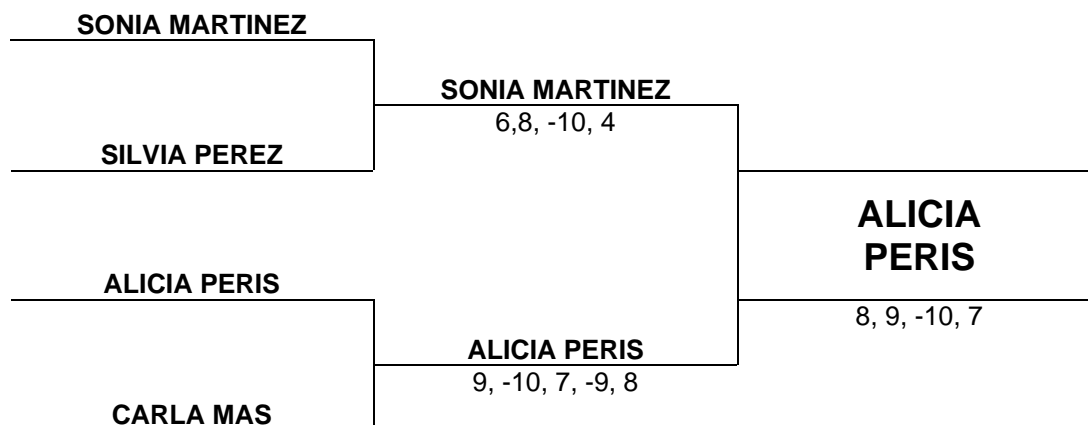 SONIA MARTINEZ
SONIA MARTINEZ
6,8, -10, 4
SILVIA PEREZ
ALICIA
PERIS
ALICIA PERIS
8, 9, -10, 7
ALICIA PERIS
9, -10, 7, -9, 8
CARLA MAS